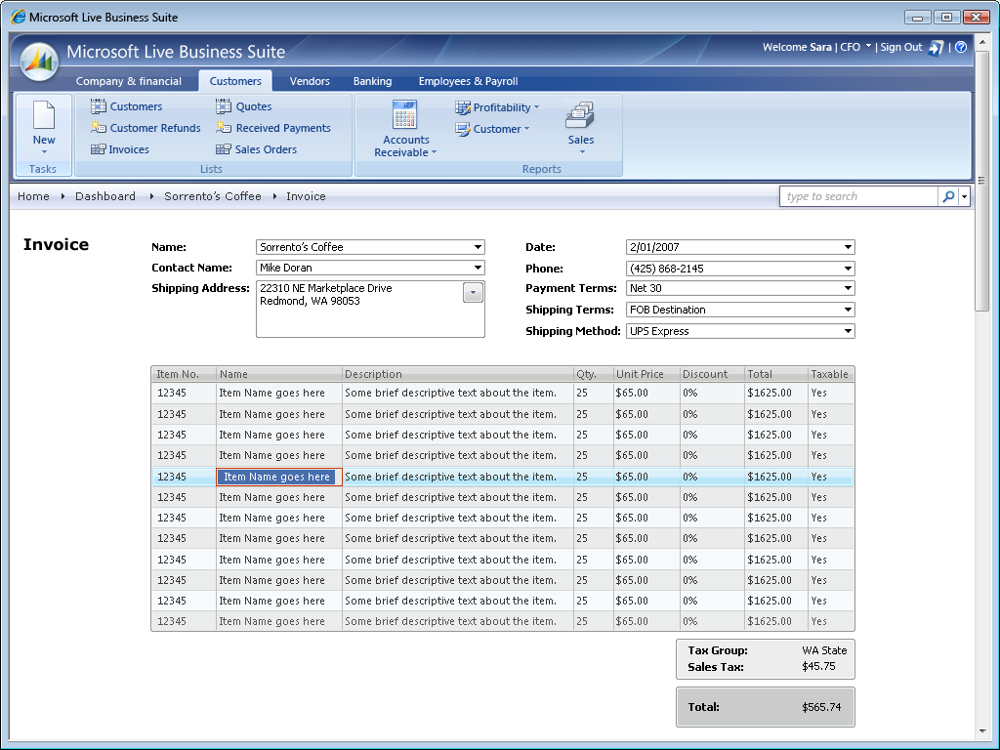 Microsoft Live Business Suite
Microsoft Live Business Suite
Welcome Sara | CFO | Sign Out | ?
Company & financial Customers Vendors Banking Employees & Payroll
New
Tasks
Customers Quotes
Customer Refunds Received Payments
Invoices Sales Orders
Lists
Accounts Receivable
Profitability
Customer
Sales
Reports
Home Dashboard Sorrento's Coffee Invoice
type to search
Invoice
Name: Sorrento's Coffee
Contact Name: Mike Doran
Shipping Address: 22310 NE Marketplace Drive
Redmond, WA 98053
Date: 2/01/2007
Phone: (425) 868-2145
Payment Terms: Net 30
Shipping Terms: FOB Destination
Shipping Method: UPS Express
Item No. Name Description Qty. Unit Price Discount Total Taxable
12345 Item Name goes here Some brief descriptive text about the item. 25 $65.00 0% $1625.00 Yes
12345 Item Name goes here Some brief descriptive text about the item. 25 $65.00 0% $1625.00 Yes
12345 Item Name goes here Some brief descriptive text about the item. 25 $65.00 0% $1625.00 Yes
12345 Item Name goes here Some brief descriptive text about the item. 25 $65.00 0% $1625.00 Yes
12345 Item Name goes here Some brief descriptive text about the item. 25 $65.00 0% $1625.00 Yes
12345 Item Name goes here Some brief descriptive text about the item. 25 $65.00 0% $1625.00 Yes
12345 Item Name goes here Some brief descriptive text about the item. 25 $65.00 0% $1625.00 Yes
12345 Item Name goes here Some brief descriptive text about the item. 25 $65.00 0% $1625.00 Yes
12345 Item Name goes here Some brief descriptive text about the item. 25 $65.00 0% $1625.00 Yes
12345 Item Name goes here Some brief descriptive text about the item. 25 $65.00 0% $1625.00 Yes
12345 Item Name goes here Some brief descriptive text about the item. 25 $65.00 0% $1625.00 Yes
12345 Item Name goes here Some brief descriptive text about the item. 25 $65.00 0% $1625.00 Yes
Tax Group: WA State
Sales Tax: $45.75
Total: $565.74